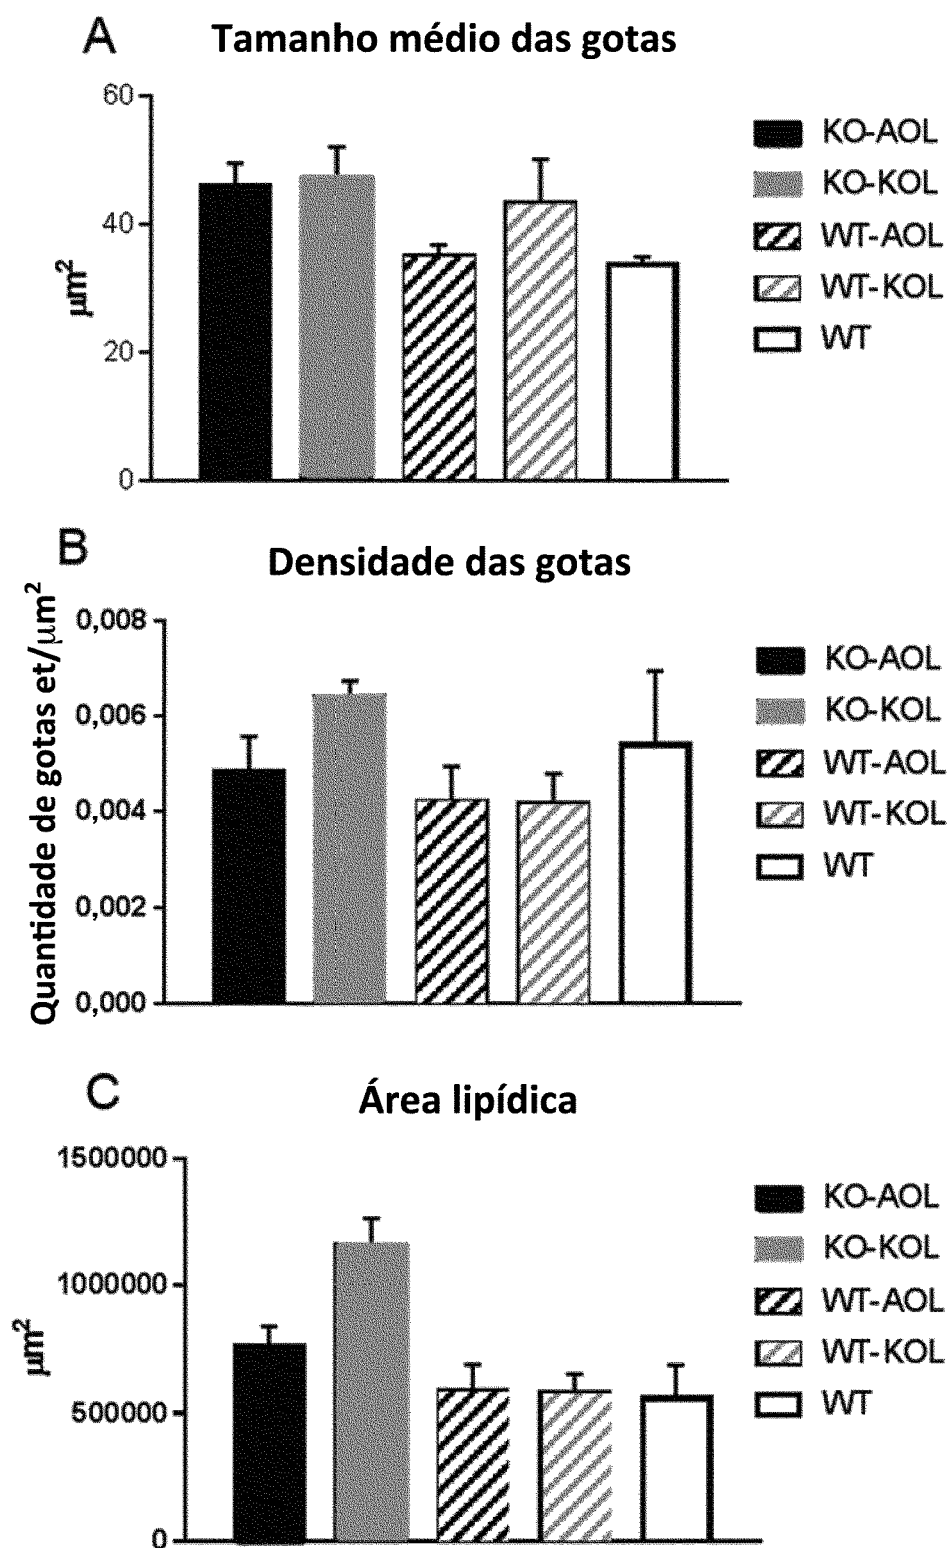 A
Tamanho médio das gotas
60
40
20
0
µm²
KO-AOL
KO-KOL
WT-AOL
WT-KOL
WT
B
Densidade das gotas
Quantidade de gotas et/µm²
0,008
0,006
0,004
0,002
0,000
KO-AOL
KO-KOL
WT-AOL
WT-KOL
WT
C
Área lipídica
1500000
1000000
500000
0
µm²
KO-AOL
KO-KOL
WT-AOL
WT-KOL
WT